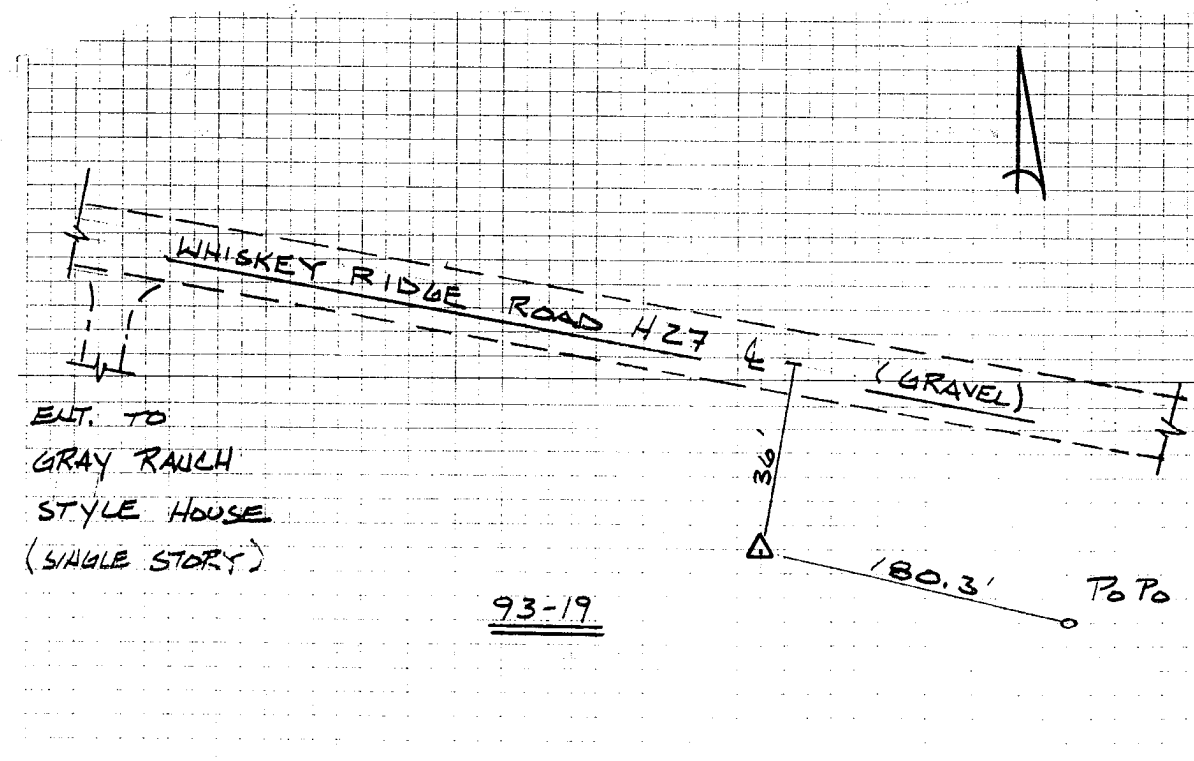 WHISKEY RIDGE ROAD H27 ℄ (GRAVEL)
ENT. TO
GRAY RANCH
STYLE HOUSE
(SINGLE STORY)
36'
180.3'
Po Po
93-19